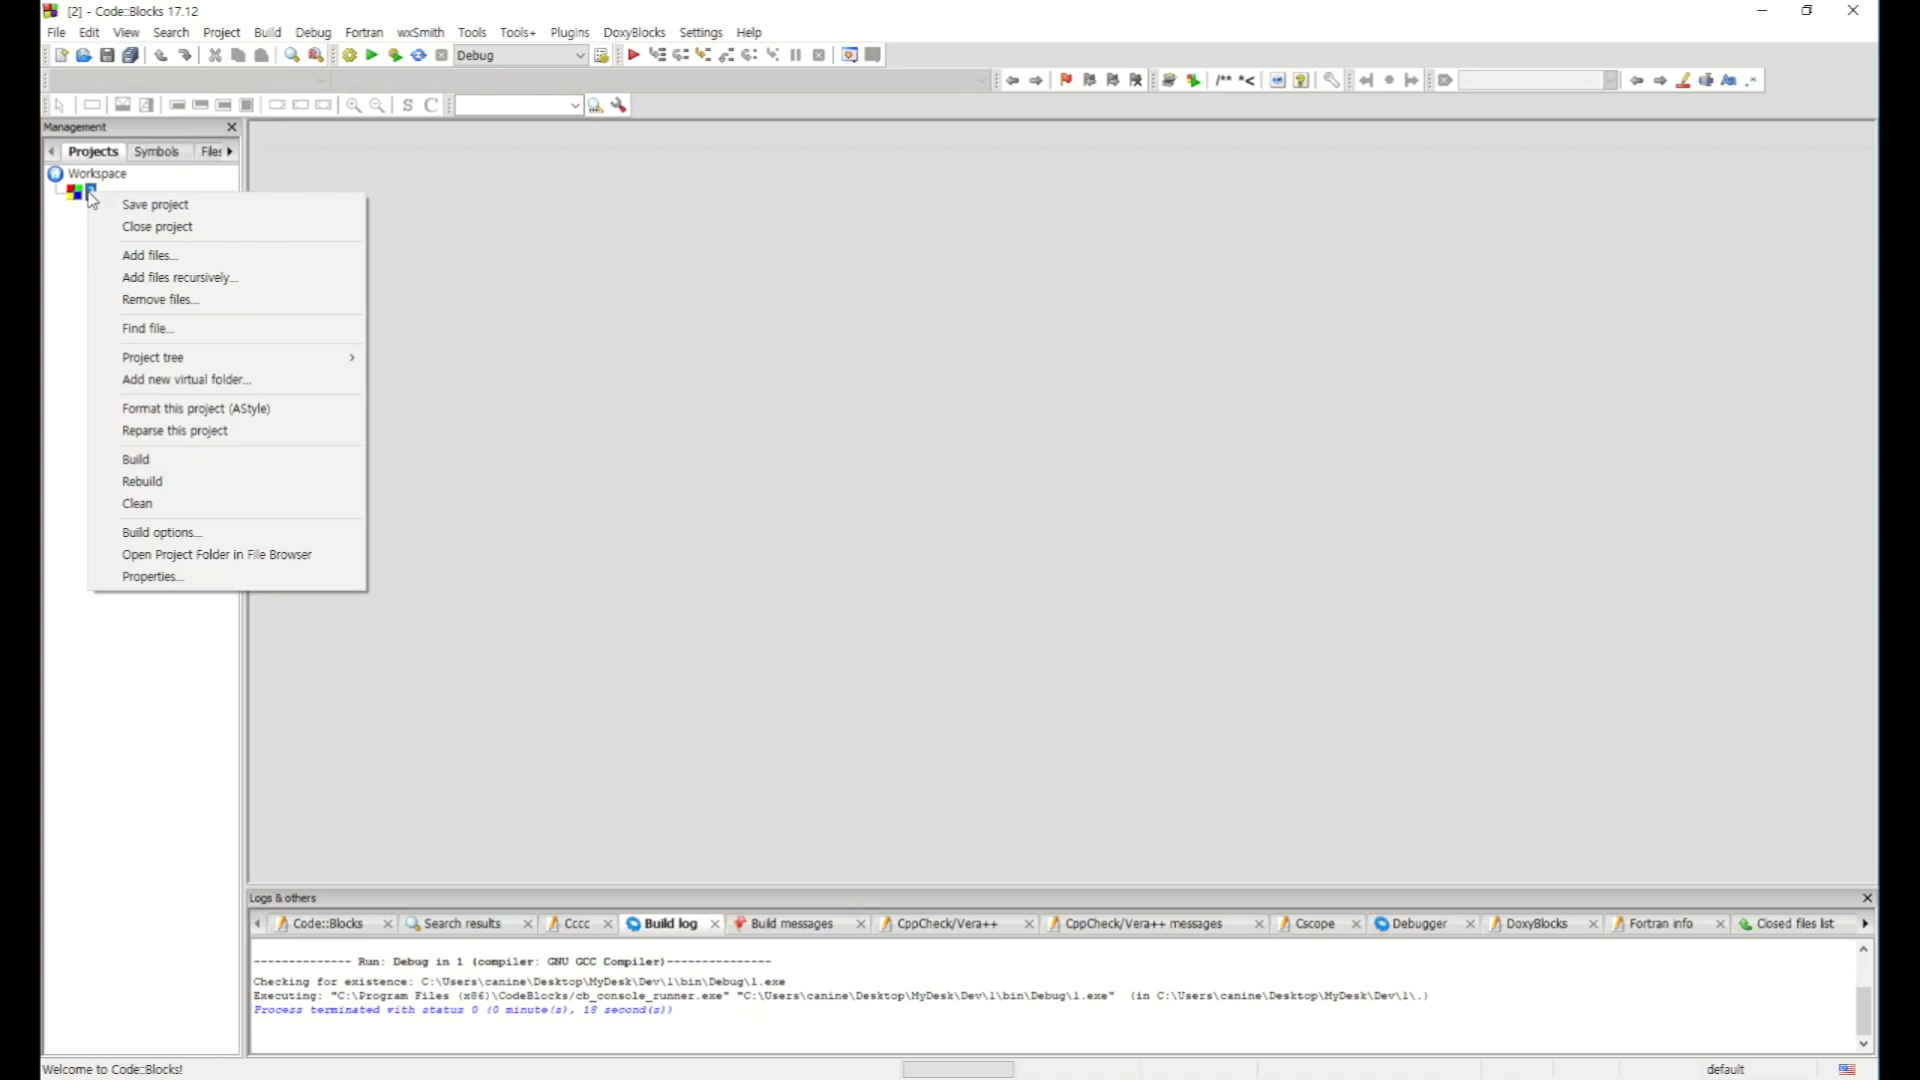 [2] - Code::Blocks 17.12
File Edit View Search Project Build Debug Fortran wxSmith Tools Tools+ Plugins DoxyBlocks Settings Help
Debug
/** *<
S C
Management
Projects Symbols Files
Workspace
Save project
Close project
Add files...
Add files recursively...
Remove files...
Find file...
Project tree
Add new virtual folder...
Format this project (AStyle)
Reparse this project
Build
Rebuild
Clean
Build options...
Open Project Folder in File Browser
Properties...
Logs & others
Code::Blocks Search results Cccc Build log Build messages CppCheck/Vera++ CppCheck/Vera++ messages Cscope Debugger DoxyBlocks Fortran info Closed files list
-------------- Run: Debug in 1 (compiler: GNU GCC Compiler)---------------
Checking for existence: C:\Users\canine\Desktop\MyDesk\Dev\1\bin\Debug\1.exe
Executing: "C:\Program Files (x86)\CodeBlocks/cb_console_runner.exe" "C:\Users\canine\Desktop\MyDesk\Dev\1\bin\Debug\1.exe"  (in C:\Users\canine\Desktop\MyDesk\Dev\1\.)
Process terminated with status 0 (0 minute(s), 18 second(s))
Welcome to Code::Blocks!
default